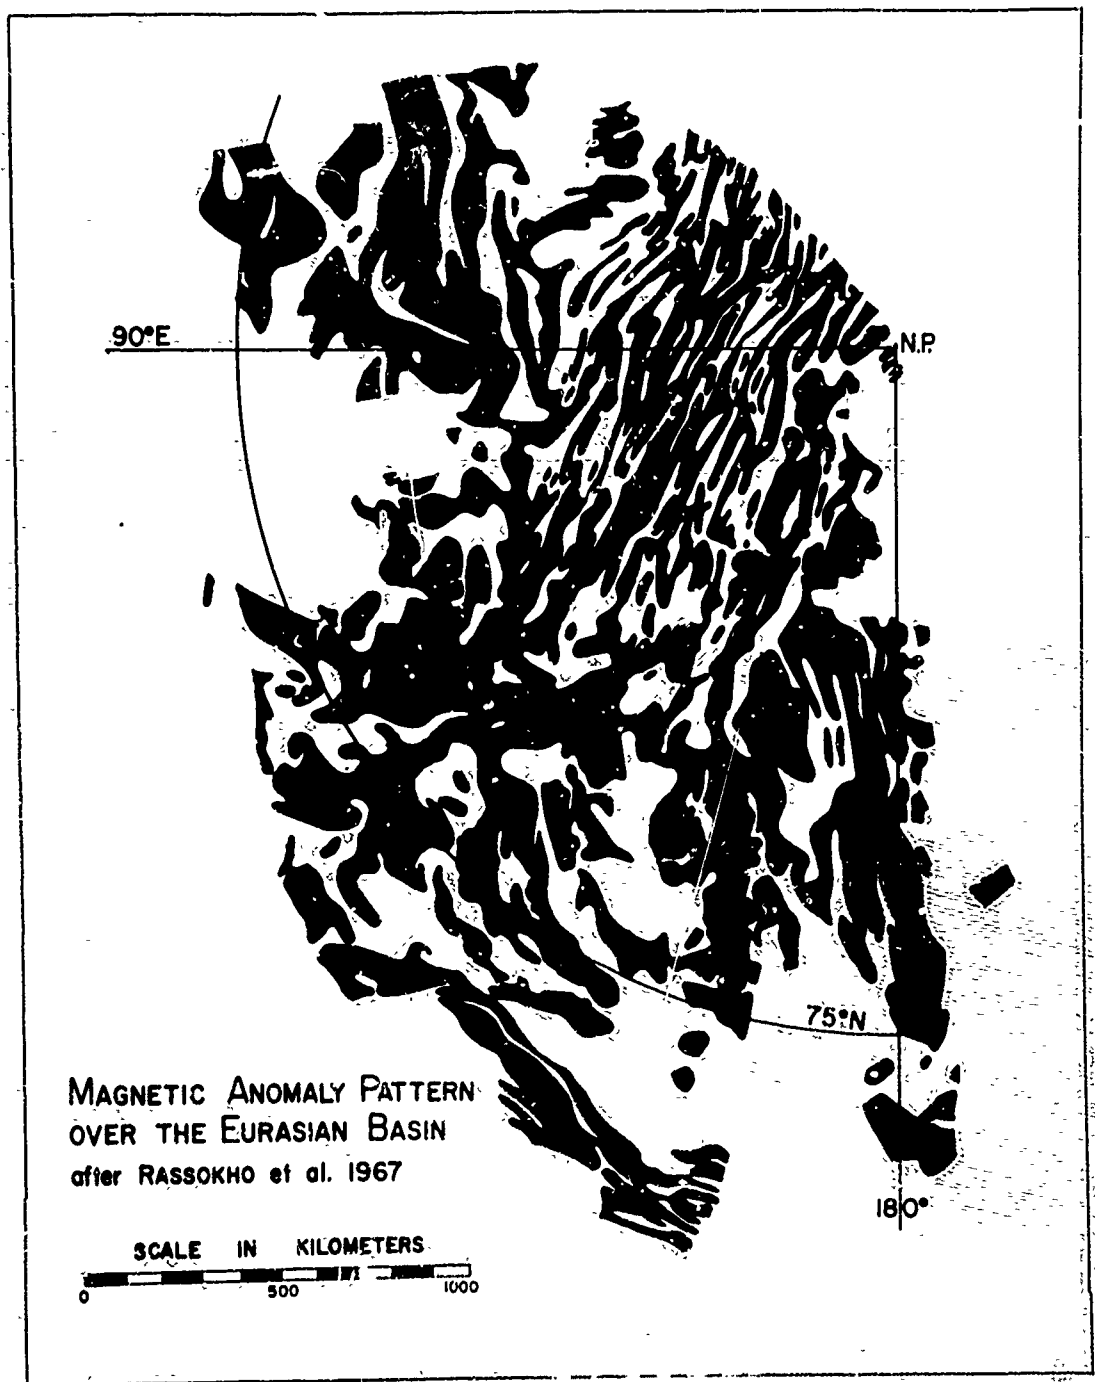 90°E
N.P.
75°N
MAGNETIC ANOMALY PATTERN
OVER THE EURASIAN BASIN
after RASSOKHO et al. 1967
180°
SCALE IN KILOMETERS
0 500 1000